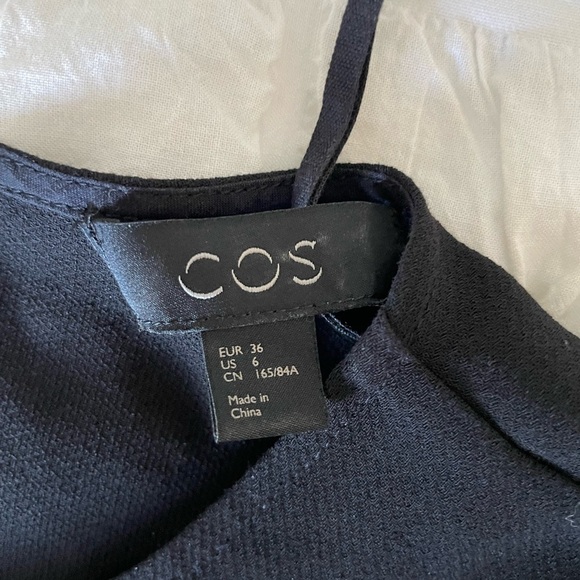 COS
EUR 36
US 6
CN 165/84A
Made in
China